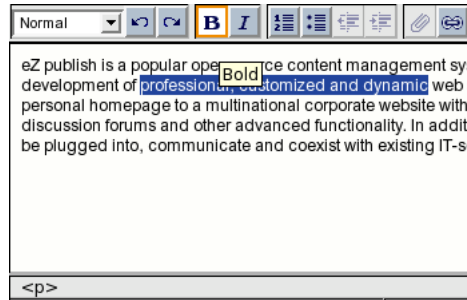 Normal B I
eZ publish is a popular open source content management sy
Bold
development of professional, customized and dynamic web
personal homepage to a multinational corporate website with
discussion forums and other advanced functionality. In addit
be plugged into, communicate and coexist with existing IT-s
<p>